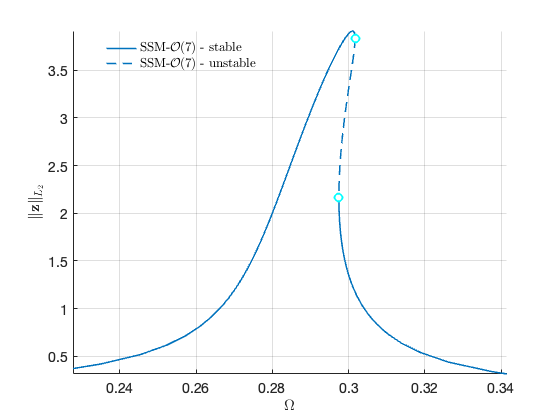 SSM-𝒪(7) - stable
SSM-𝒪(7) - unstable
3.5
3
2.5
2
1.5
1
0.5
‖z‖_{L_2}
0.24 0.26 0.28 0.3 0.32 0.34
Ω